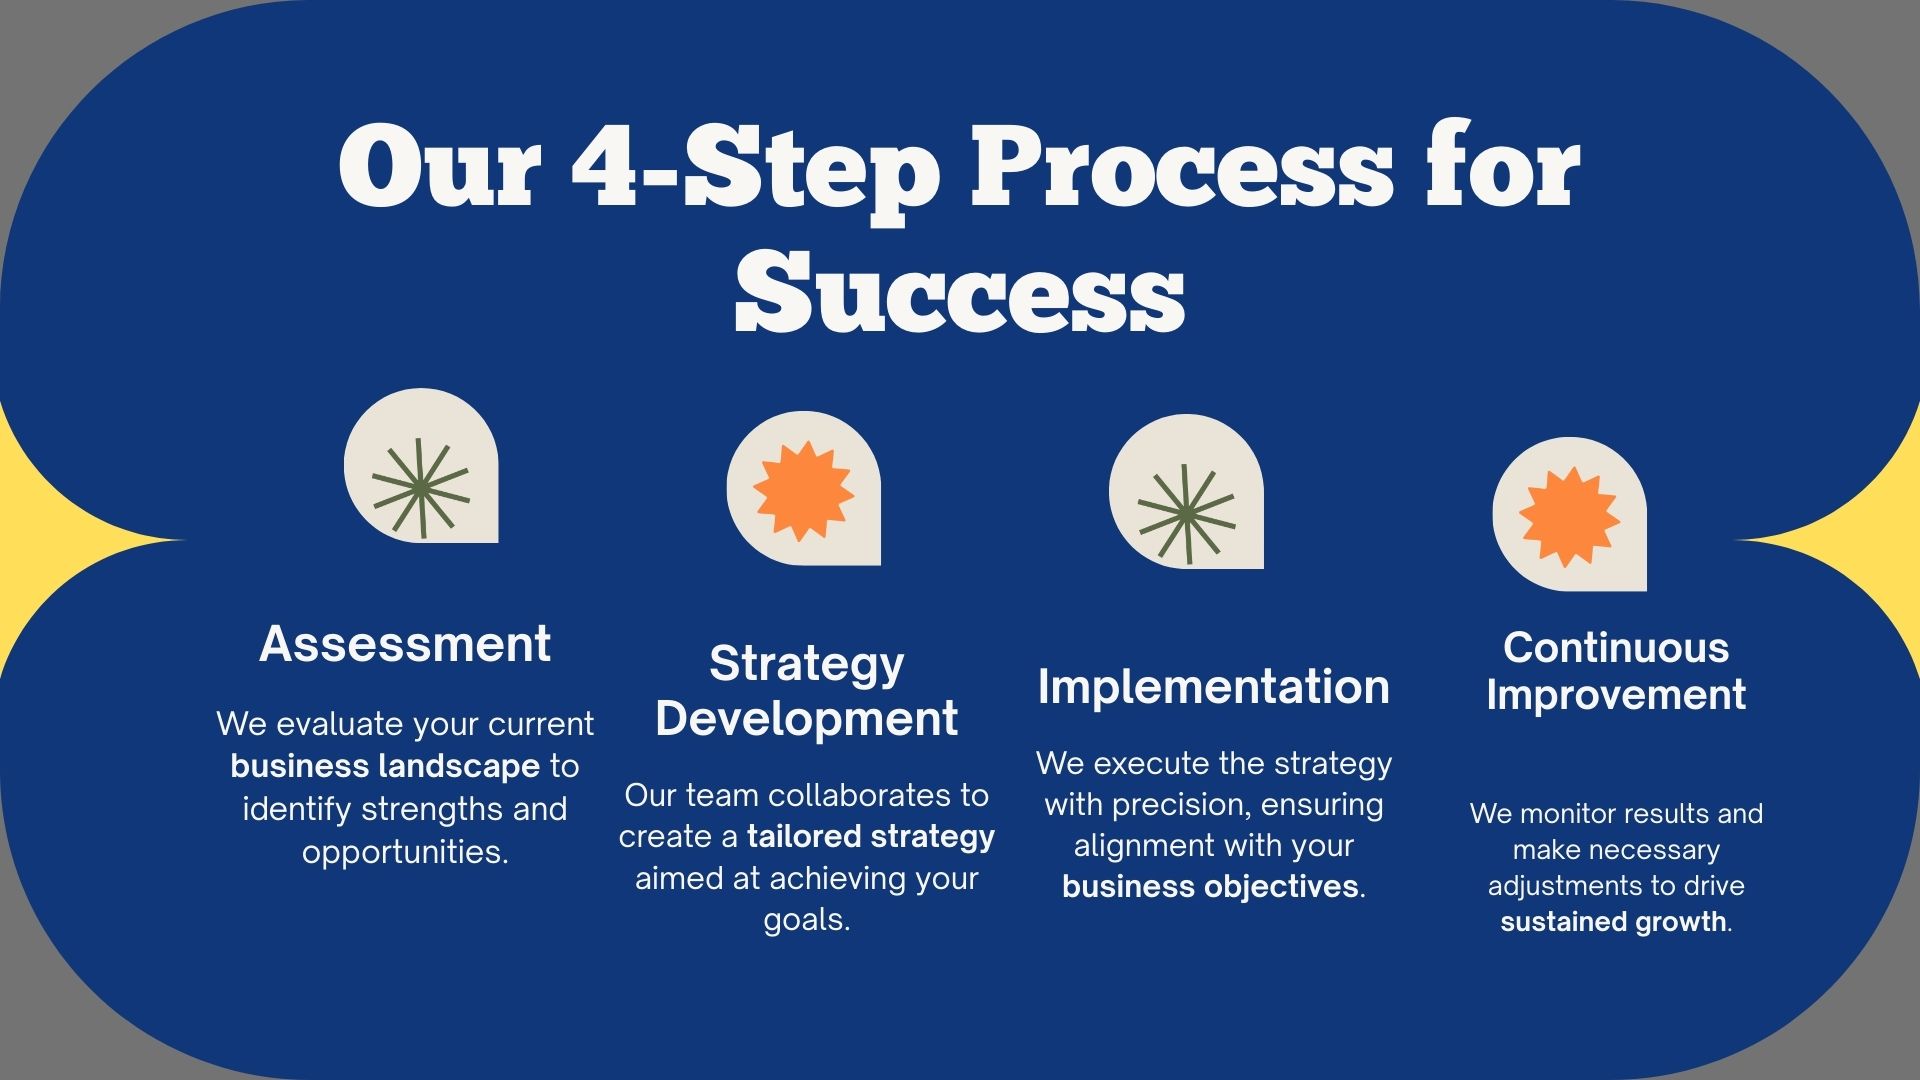 Our 4-Step Process for
Success
Assessment
We evaluate your current
business landscape to
identify strengths and
opportunities.
Strategy
Development
Our team collaborates to
create a tailored strategy
aimed at achieving your
goals.
Implementation
We execute the strategy
with precision, ensuring
alignment with your
business objectives.
Continuous
Improvement
We monitor results and
make necessary
adjustments to drive
sustained growth.